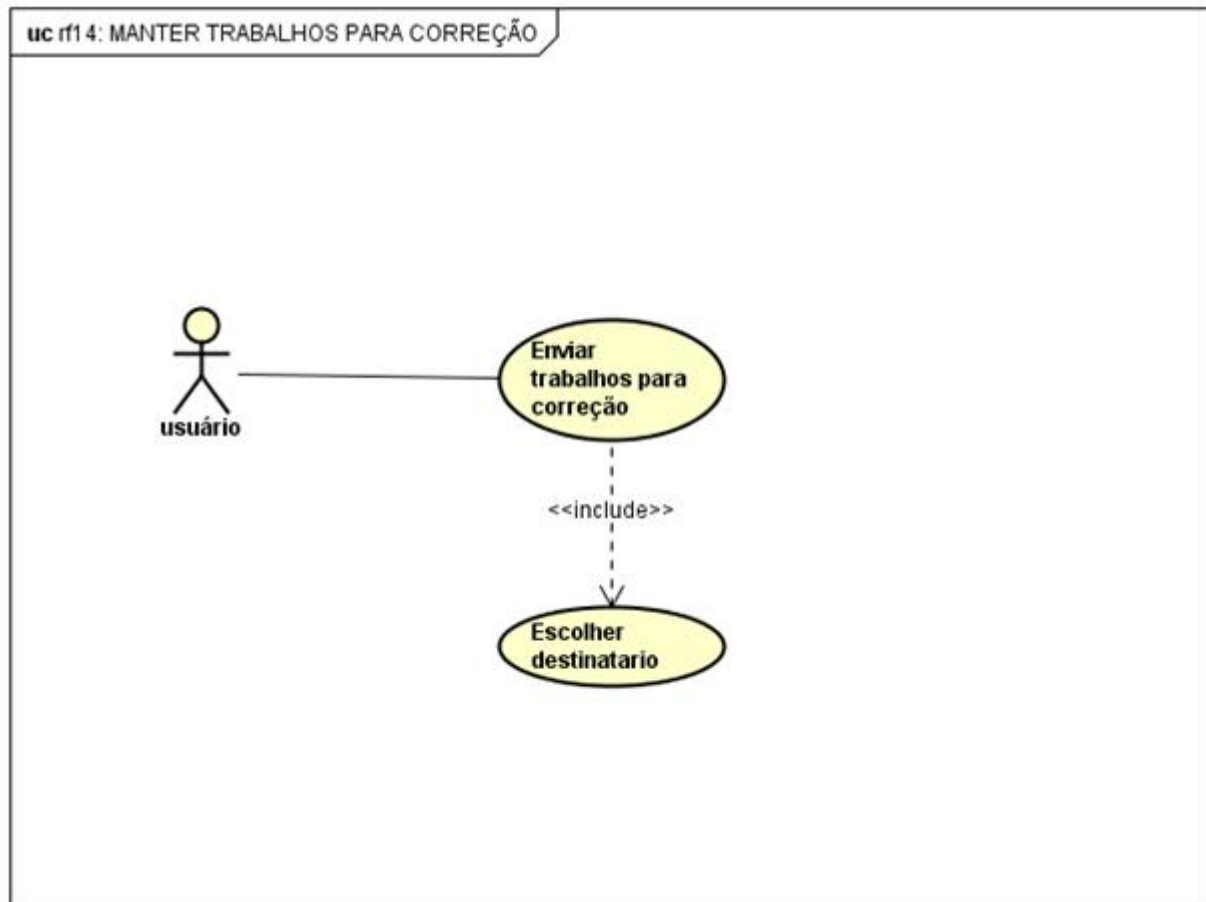 uc rf14: MANTER TRABALHOS PARA CORREÇÃO
Enviar
trabalhos para
correção
usuário
<<include>>
Escolher
destinatario